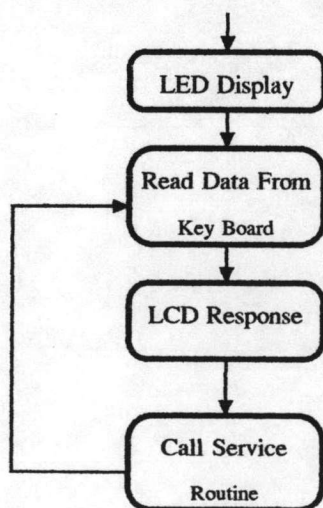 LED Display
Read Data From
Key Board
LCD Response
Call Service
Routine